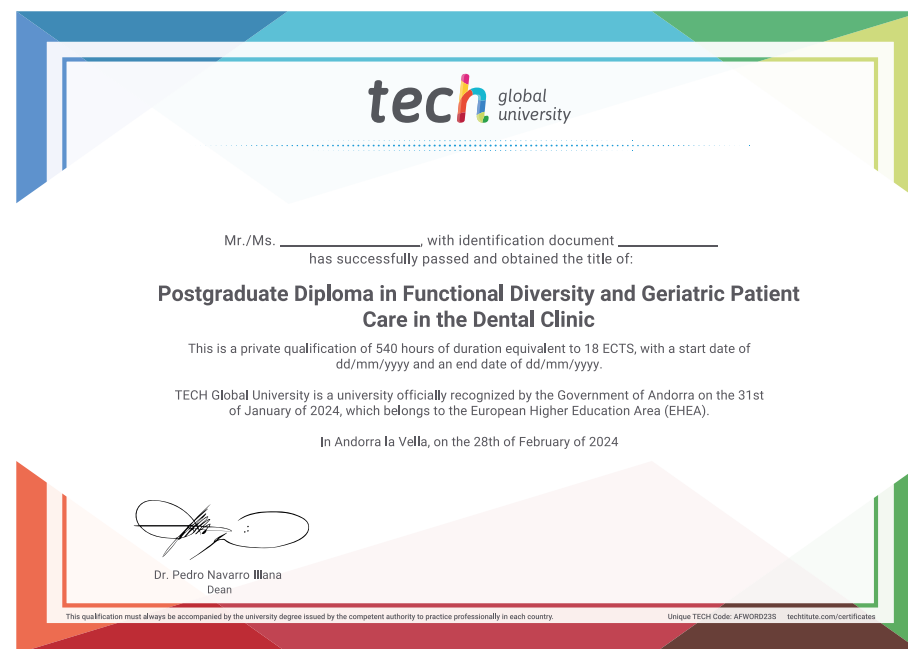 tech global university
Mr./Ms. ____________, with identification document ____________
has successfully passed and obtained the title of:
Postgraduate Diploma in Functional Diversity and Geriatric Patient
Care in the Dental Clinic
This is a private qualification of 540 hours of duration equivalent to 18 ECTS, with a start date of
dd/mm/yyyy and an end date of dd/mm/yyyy.
TECH Global University is a university officially recognized by the Government of Andorra on the 31st
of January of 2024, which belongs to the European Higher Education Area (EHEA).
In Andorra la Vella, on the 28th of February of 2024
Dr. Pedro Navarro Illana
Dean
This qualification must always be accompanied by the university degree issued by the competent authority to practice professionally in each country.
Unique TECH Code: AFWORD23S techtitute.com/certificates